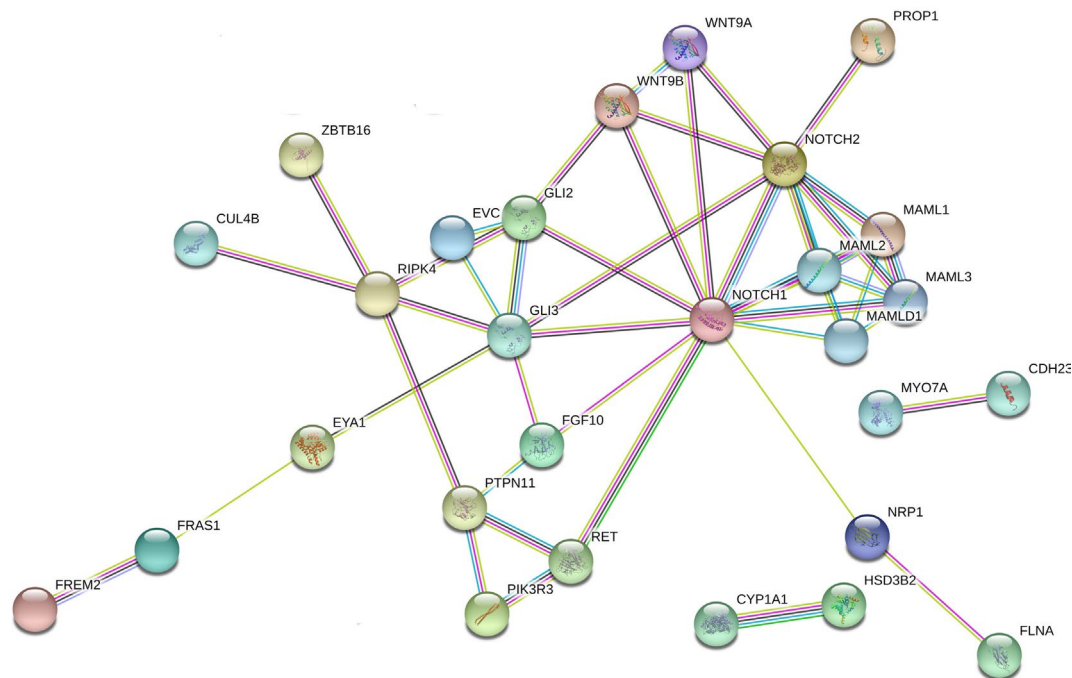 WNT9A
PROP1
WNT9B
ZBTB16
NOTCH2
GLI2
MAML1
EVC
CUL4B
MAML2
RIPK4
MAML3
NOTCH1
GLI3
MAMLD1
CDH23
MYO7A
FGF10
EYA1
PTPN11
NRP1
FRAS1
RET
HSD3B2
FREM2
PIK3R3
CYP1A1
FLNA